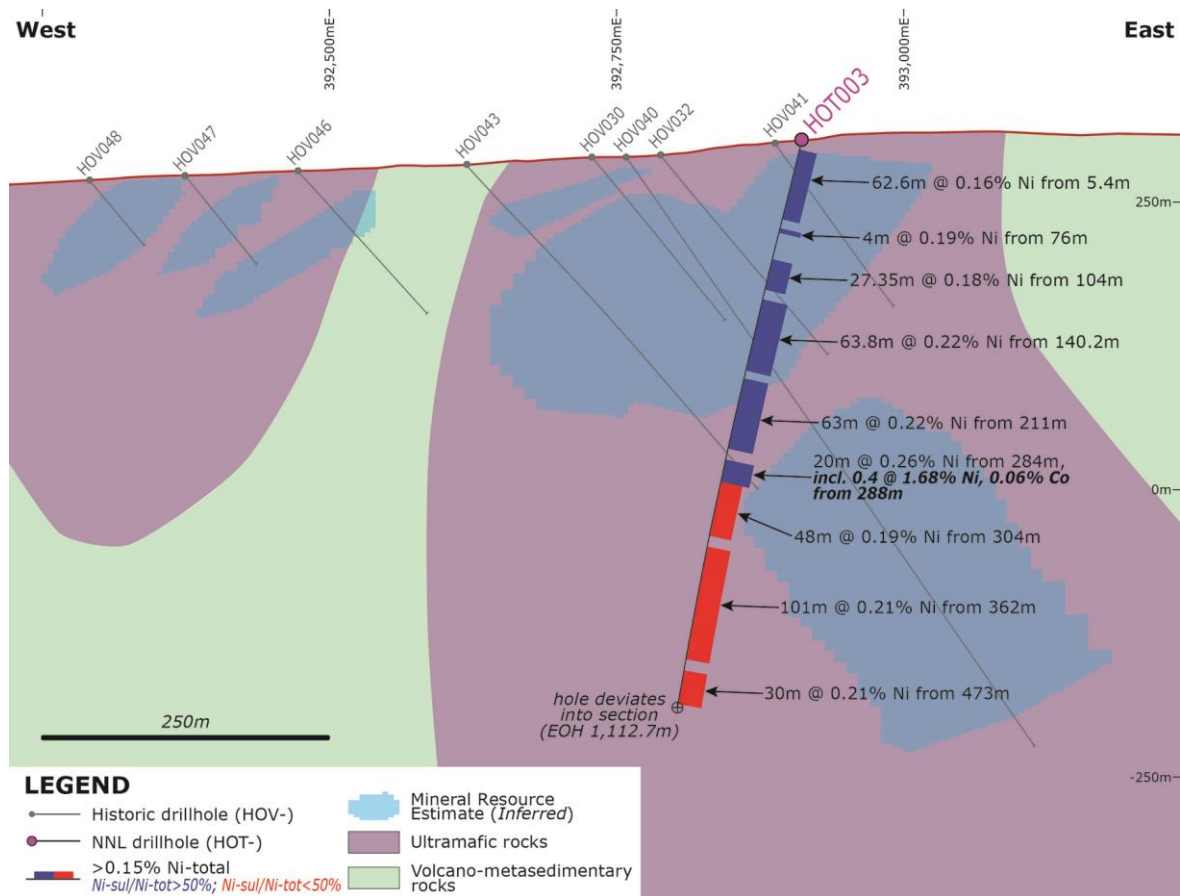 West
East
392,500mE
392,750mE
393,000mE
HOV048
HOV047
HOV046
HOV043
HOV030
HOV040
HOV032
HOV041
HOT003
62.6m @ 0.16% Ni from 5.4m
250m
4m @ 0.19% Ni from 76m
27.35m @ 0.18% Ni from 104m
63.8m @ 0.22% Ni from 140.2m
63m @ 0.22% Ni from 211m
20m @ 0.26% Ni from 284m,
incl. 0.4 @ 1.68% Ni, 0.06% Co
from 288m
0m
48m @ 0.19% Ni from 304m
101m @ 0.21% Ni from 362m
30m @ 0.21% Ni from 473m
hole deviates
into section
(EOH 1,112.7m)
250m
-250m
LEGEND
Historic drillhole (HOV-)
NNL drillhole (HOT-)
>0.15% Ni-total
Ni-sul/Ni-tot>50%; Ni-sul/Ni-tot<50%
Mineral Resource
Estimate (Inferred)
Ultramafic rocks
Volcano-metasedimentary
rocks